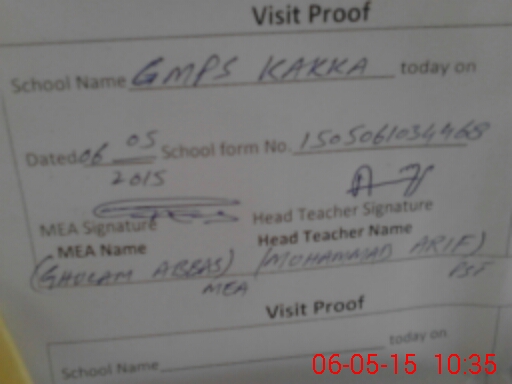 Visit Proof
School Name GMPS KAKKA today on
Dated 06 05 School form No. 1505061034468
2015
MEA Signature Head Teacher Signature
MEA Name Head Teacher Name
(GHULAM ABBAS) (MOHAMMAD ARIF)
MEA PST
Visit Proof
School Name today on
06-05-15 10:35